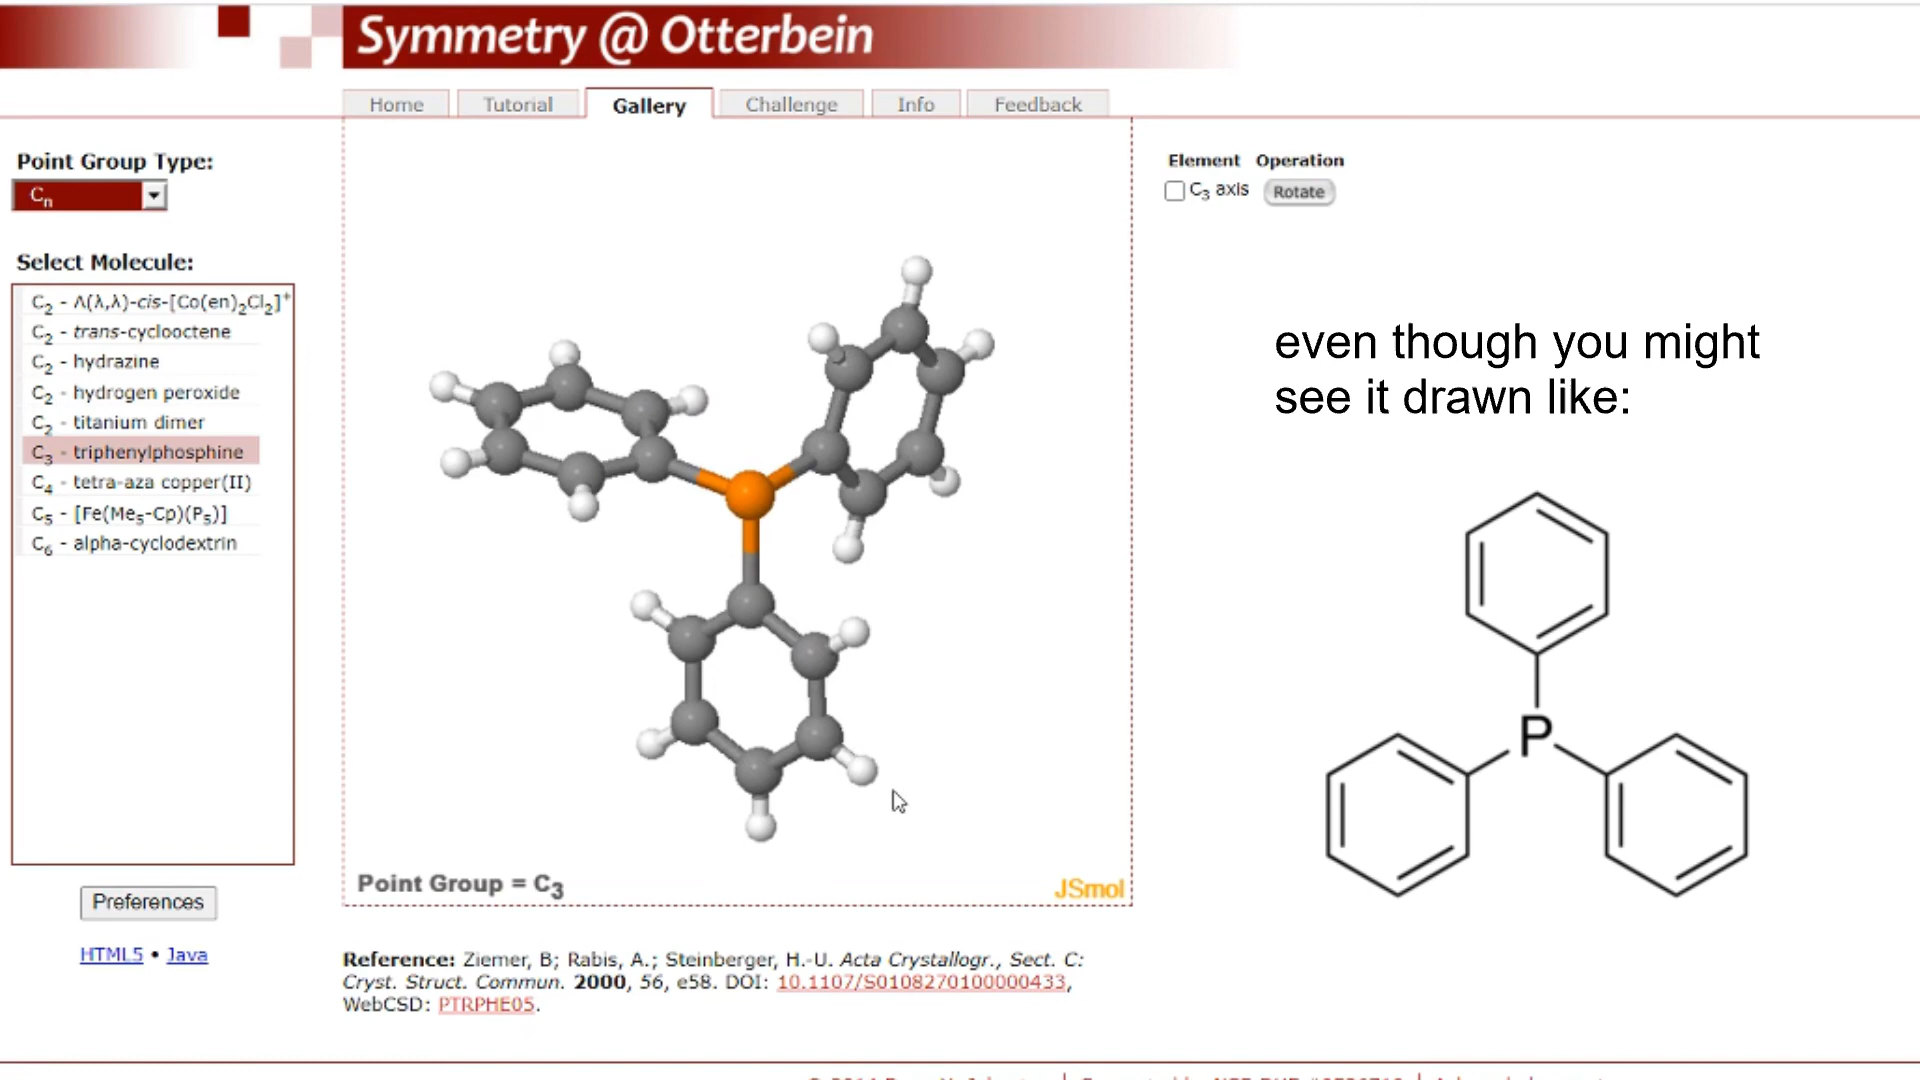 Symmetry @ Otterbein
Home Tutorial Gallery Challenge Info Feedback
Point Group Type:
Cn
Select Molecule:
C2 - Λ(λ,λ)-cis-[Co(en)2Cl2]+
C2 - trans-cyclooctene
C2 - hydrazine
C2 - hydrogen peroxide
C2 - titanium dimer
C3 - triphenylphosphine
C4 - tetra-aza copper(II)
C5 - [Fe(Me5-Cp)(P5)]
C6 - alpha-cyclodextrin
Preferences
HTML5 • Java
Point Group = C3
JSmol
Reference: Ziemer, B; Rabis, A.; Steinberger, H.-U. Acta Crystallogr., Sect. C:
Cryst. Struct. Commun. 2000, 56, e58. DOI: 10.1107/S0108270100000433,
WebCSD: PTRPHE05.
Element Operation
C3 axis Rotate
even though you might
see it drawn like:
P